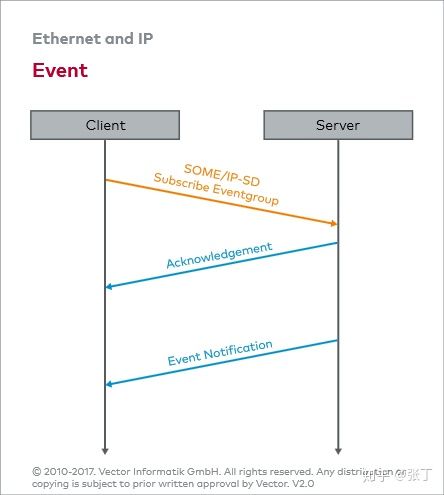 Ethernet and IP
Event
Client
Server
SOME/IP-SD
Subscribe Eventgroup
Acknowledgement
Event Notification
© 2010-2017. Vector Informatik GmbH. All rights reserved. Any distribution or
copying is subject to prior written approval by Vector. V2.0
知乎 @张丁